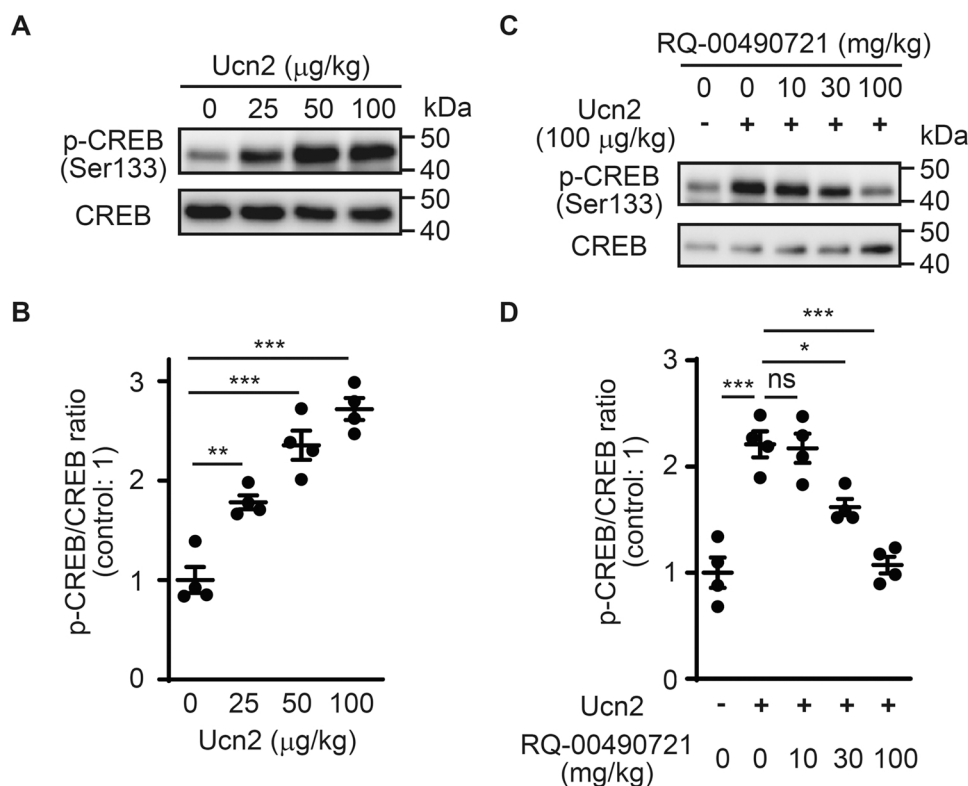 A
Ucn2 (μg/kg)
0 25 50 100 kDa
p-CREB
(Ser133)
50
40
CREB
50
40
B
p-CREB/CREB ratio
(control: 1)
3
2
1
0
***
***
**
0 25 50 100
Ucn2 (μg/kg)
C
RQ-00490721 (mg/kg)
0 0 10 30 100
Ucn2
(100 μg/kg)
- + + + +
kDa
p-CREB
(Ser133)
50
40
CREB
50
40
D
p-CREB/CREB ratio
(control: 1)
3
2
1
0
***
*
*** ns
Ucn2 - + + + +
RQ-00490721
(mg/kg)
0 0 10 30 100